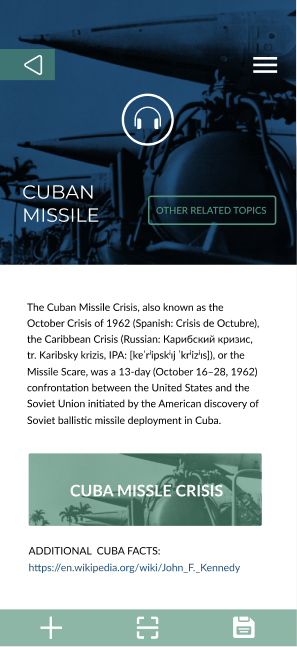 CUBAN
MISSILE
OTHER RELATED TOPICS
The Cuban Missile Crisis, also known as the
October Crisis of 1962 (Spanish: Crisis de Octubre),
the Caribbean Crisis (Russian: Карибский кризис,
tr. Karibsky krizis, IPA: [kɐˈrʲipskʲɪj ˈkrʲizʲɪs]), or the
Missile Scare, was a 13-day (October 16–28, 1962)
confrontation between the United States and the
Soviet Union initiated by the American discovery of
Soviet ballistic missile deployment in Cuba.
CUBA MISSLE CRISIS
ADDITIONAL CUBA FACTS:
https://en.wikipedia.org/wiki/John_F._Kennedy